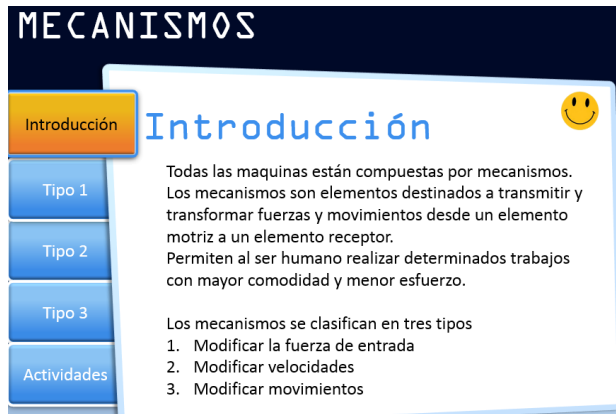 MECANISMOS
Introducción
Tipo 1
Tipo 2
Tipo 3
Actividades
Introducción
Todas las maquinas están compuestas por mecanismos.
Los mecanismos son elementos destinados a transmitir y
transformar fuerzas y movimientos desde un elemento
motriz a un elemento receptor.
Permiten al ser humano realizar determinados trabajos
con mayor comodidad y menor esfuerzo.
Los mecanismos se clasifican en tres tipos
1. Modificar la fuerza de entrada
2. Modificar velocidades
3. Modificar movimientos